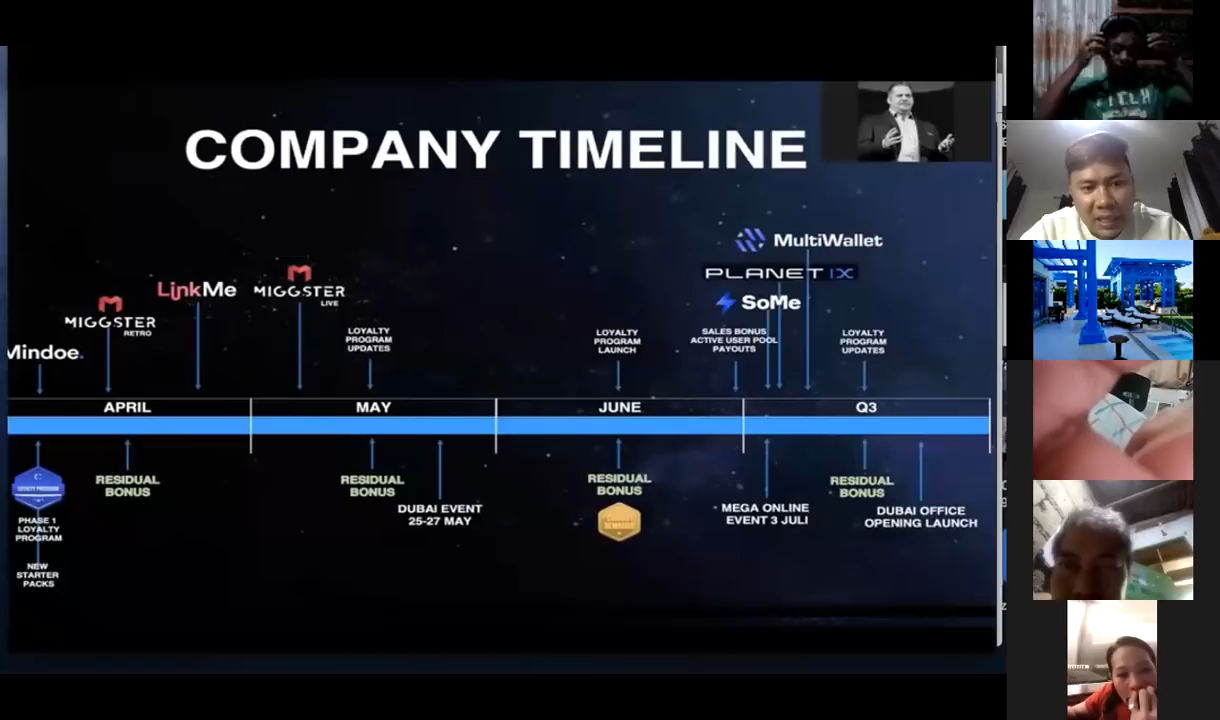 COMPANY TIMELINE
MultiWallet
PLANET IX
SoMe
LinkMe
MIGGSTER
LIVE
MIGGSTER
RETRO
Mindoe.
LOYALTY
PROGRAM
UPDATES
LOYALTY
PROGRAM
LAUNCH
SALES BONUS
ACTIVE USER POOL
PAYOUTS
LOYALTY
PROGRAM
UPDATES
APRIL
MAY
JUNE
Q3
LOYALTY PROGRAM
PHASE 1
LOYALTY
PROGRAM
NEW
STARTER
PACKS
RESIDUAL
BONUS
RESIDUAL
BONUS
DUBAI EVENT
25-27 MAY
RESIDUAL
BONUS
REWARDS
MEGA ONLINE
EVENT 3 JULI
RESIDUAL
BONUS
DUBAI OFFICE
OPENING LAUNCH